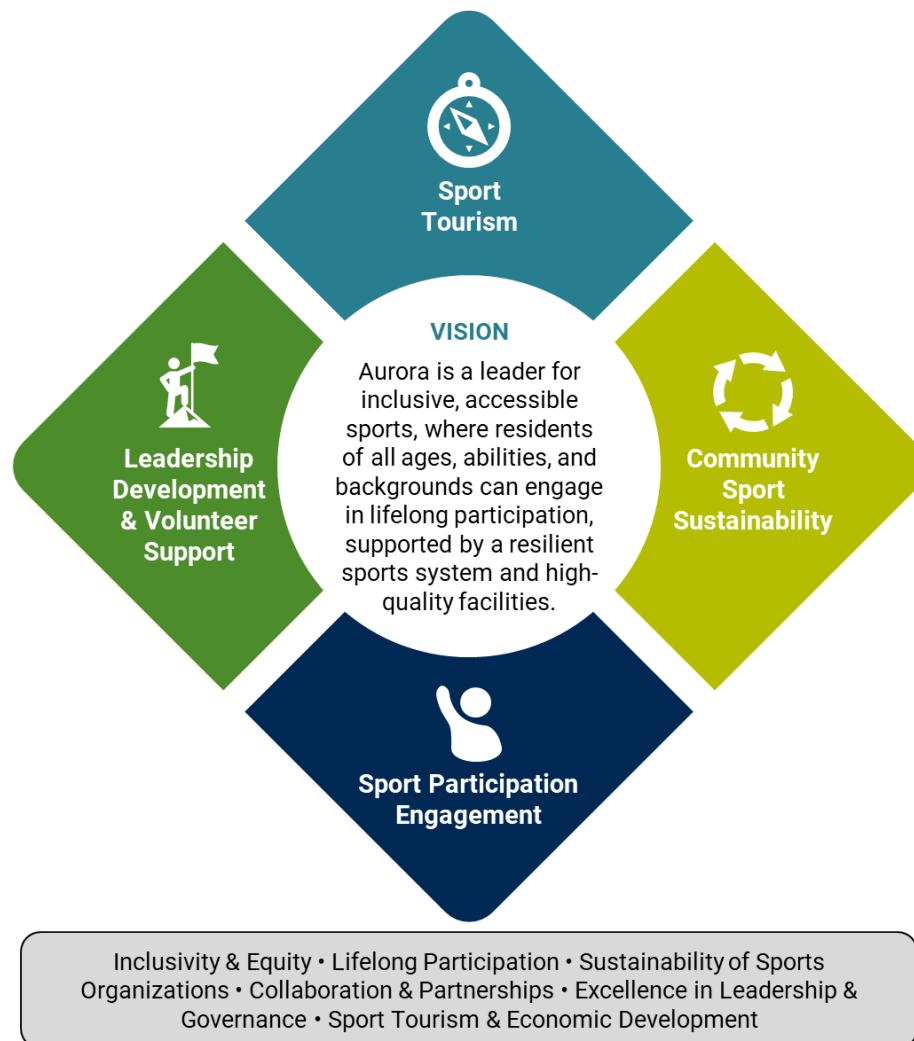 Sport
Tourism
VISION
Aurora is a leader for
inclusive, accessible
sports, where residents
of all ages, abilities, and
backgrounds can engage
in lifelong participation,
supported by a resilient
sports system and high-
quality facilities.
Leadership
Development
& Volunteer
Support
Community
Sport
Sustainability
Sport Participation
Engagement
Inclusivity & Equity • Lifelong Participation • Sustainability of Sports
Organizations • Collaboration & Partnerships • Excellence in Leadership &
Governance • Sport Tourism & Economic Development